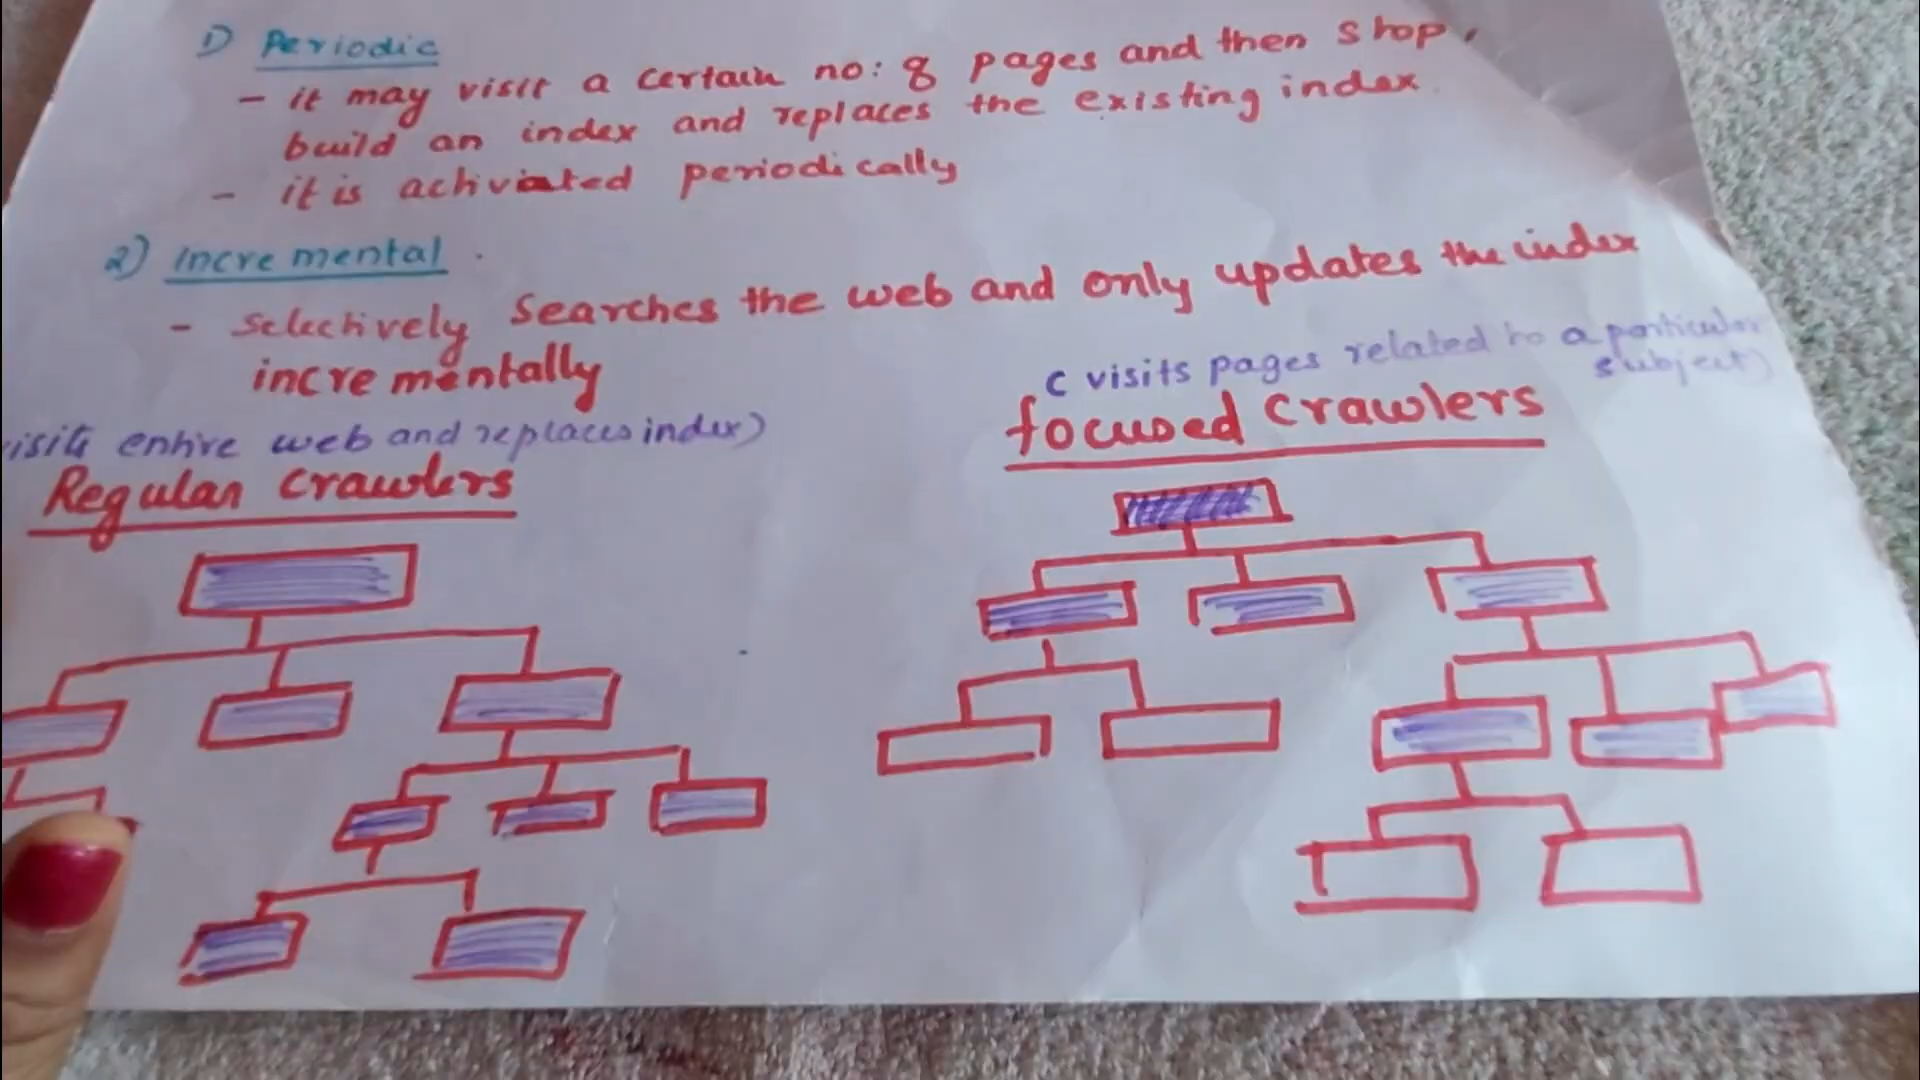 1) Periodic
- it may visit a certain no: of pages and then stop,
build an index and replaces the existing index.
- it is activated periodically
2) Incremental
- Selectively Searches the web and only updates the index
incrementally
(visits pages related to a particular
subject)
focused Crawlers
isits entire web and replaces index)
Regular Crawlers